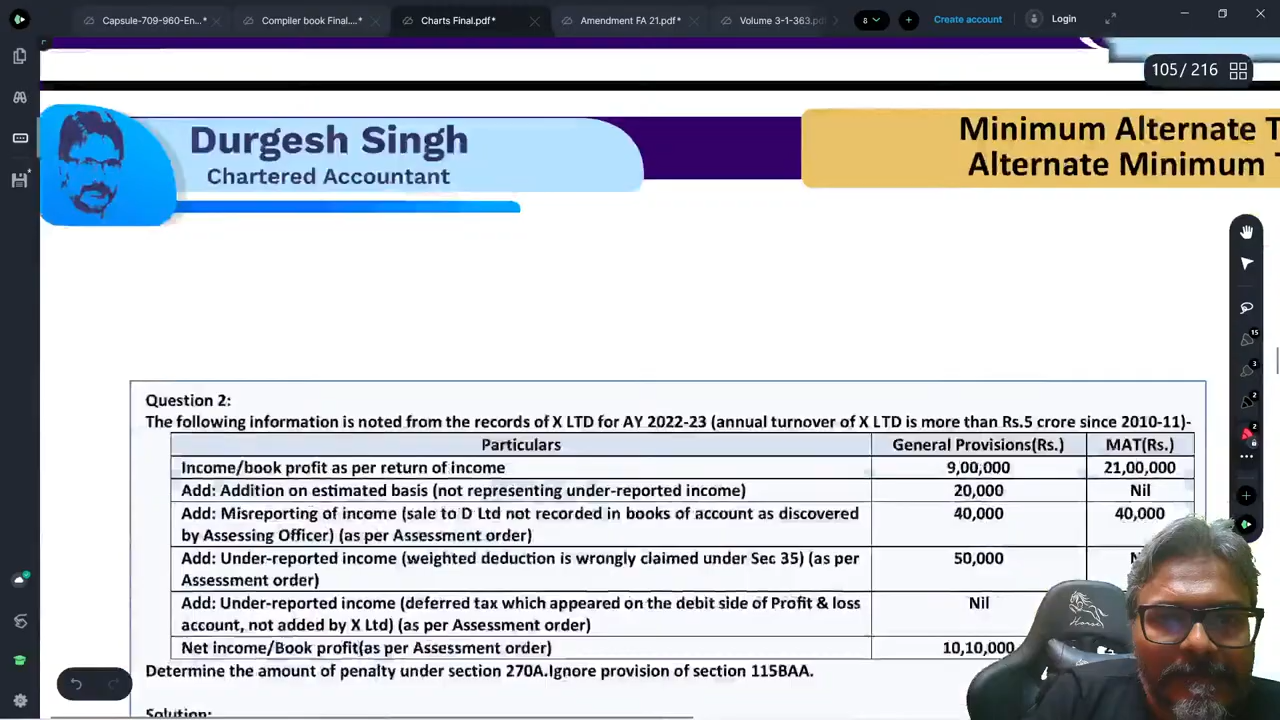 Capsule-709-960-En...*
Compiler book Final....*
Charts Final.pdf*
Amendment FA 21.pdf*
Volume 3-1-363.pd
8
Create account
Login
105/ 216
Durgesh Singh
Chartered Accountant
Minimum Alternate T
Alternate Minimum T
15
3
2
2
Question 2:
The following information is noted from the records of X LTD for AY 2022-23 (annual turnover of X LTD is more than Rs.5 crore since 2010-11)-
Particulars General Provisions(Rs.) MAT(Rs.)
Income/book profit as per return of income 9,00,000 21,00,000
Add: Addition on estimated basis (not representing under-reported income) 20,000 Nil
Add: Misreporting of income (sale to D Ltd not recorded in books of account as discovered by Assessing Officer) (as per Assessment order) 40,000 40,000
Add: Under-reported income (weighted deduction is wrongly claimed under Sec 35) (as per Assessment order) 50,000
Add: Under-reported income (deferred tax which appeared on the debit side of Profit & loss account, not added by X Ltd) (as per Assessment order) Nil
Net income/Book profit(as per Assessment order) 10,10,000
Determine the amount of penalty under section 270A.Ignore provision of section 115BAA.
Solution:
Horse